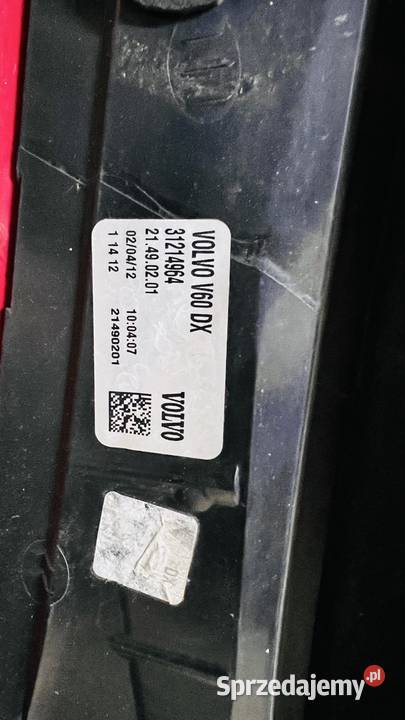 VOLVO V60 DX
31214964
21.49.02.01
02/04/12 10:04:07
1 14 12 21490201
VOLVO
DX
Sprzedajemy.pl